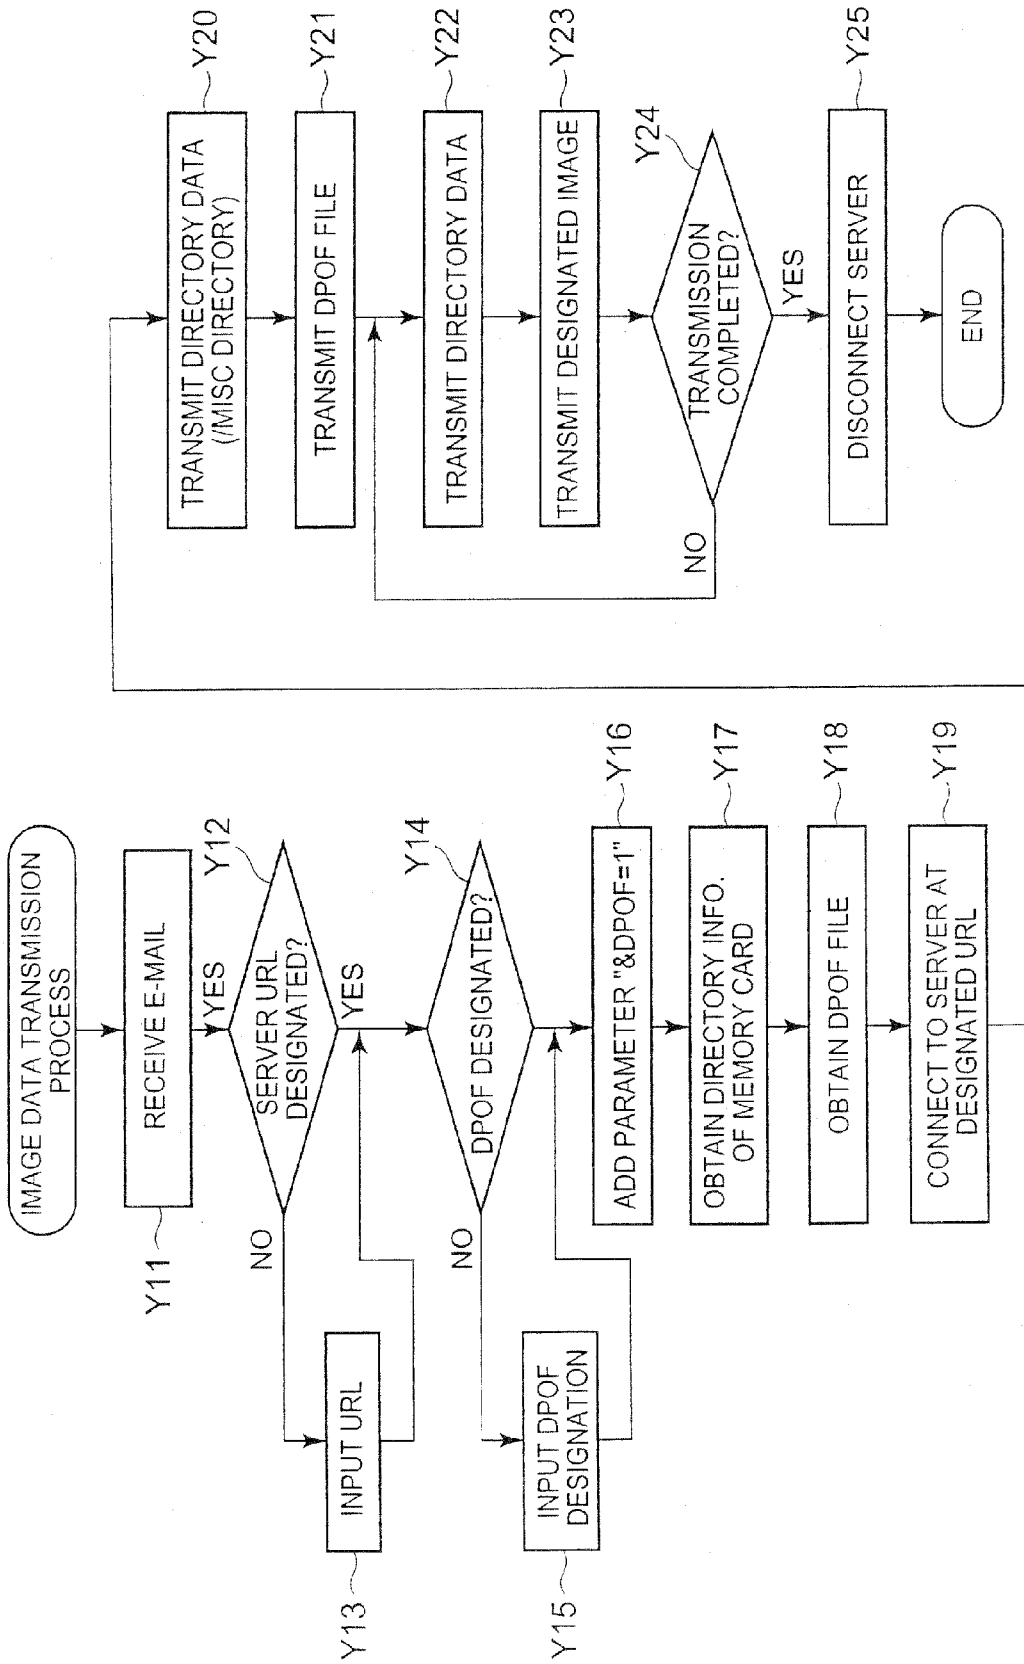 IMAGE DATA TRANSMISSSION
PROCESS
RECEIVE E-MAIL
Y11
YES
SERVER URL
DESIGNATED?
Y12
NO
YES
INPUT URL
Y13
DPOF DESIGNATED?
Y14
NO
INPUT DPOF
DESIGNATION
Y15
ADD PARAMETER "&DPOF=1"
Y16
OBTAIN DIRECTORY INFO.
OF MEMORY CARD
Y17
OBTAIN DPOF FILE
Y18
CONNECT TO SERVER AT
DESIGNATED URL
Y19
TRANSMIT DIRECTORY DATA
(/MISC DIRECTORY)
Y20
TRANSMIT DPOF FILE
Y21
TRANSMIT DIRECTORY DATA
Y22
TRANSMIT DESIGNATED IMAGE
Y23
TRANSMISSION
COMPLETED?
Y24
NO
YES
DISCONNECT SERVER
Y25
END